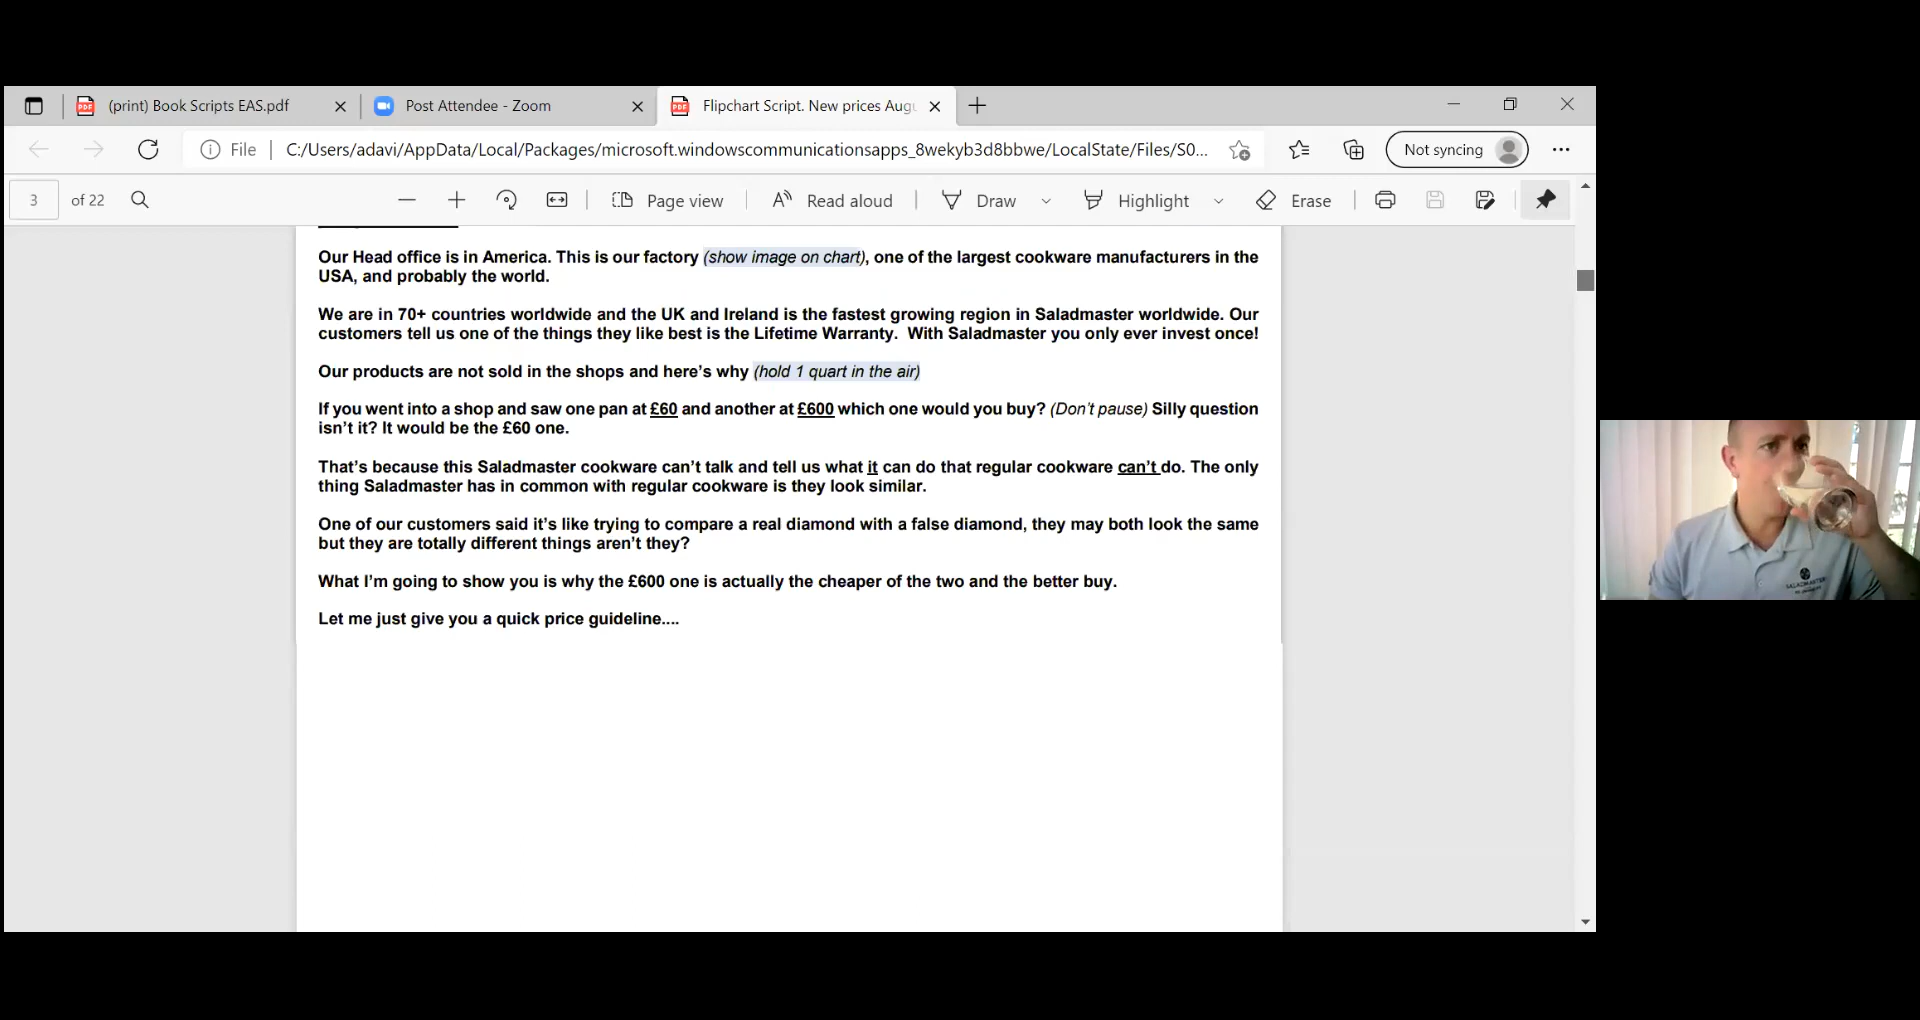 (print) Book Scripts EAS.pdf
Post Attendee - Zoom
Flipchart Script. New prices Augu
File
C:/Users/adavi/AppData/Local/Packages/microsoft.windowscommunicationsapps_8wekyb3d8bbwe/LocalState/Files/S0...
Not syncing
3 of 22
Page view
Read aloud
Draw
Highlight
Erase
Our Head office is in America. This is our factory (show image on chart), one of the largest cookware manufacturers in the
USA, and probably the world.
We are in 70+ countries worldwide and the UK and Ireland is the fastest growing region in Saladmaster worldwide. Our
customers tell us one of the things they like best is the Lifetime Warranty.  With Saladmaster you only ever invest once!
Our products are not sold in the shops and here's why (hold 1 quart in the air)
If you went into a shop and saw one pan at £60 and another at £600 which one would you buy? (Don't pause) Silly question
isn't it? It would be the £60 one.
That's because this Saladmaster cookware can't talk and tell us what it can do that regular cookware can't do. The only
thing Saladmaster has in common with regular cookware is they look similar.
One of our customers said it's like trying to compare a real diamond with a false diamond, they may both look the same
but they are totally different things aren't they?
What I'm going to show you is why the £600 one is actually the cheaper of the two and the better buy.
Let me just give you a quick price guideline....
SALADMASTER